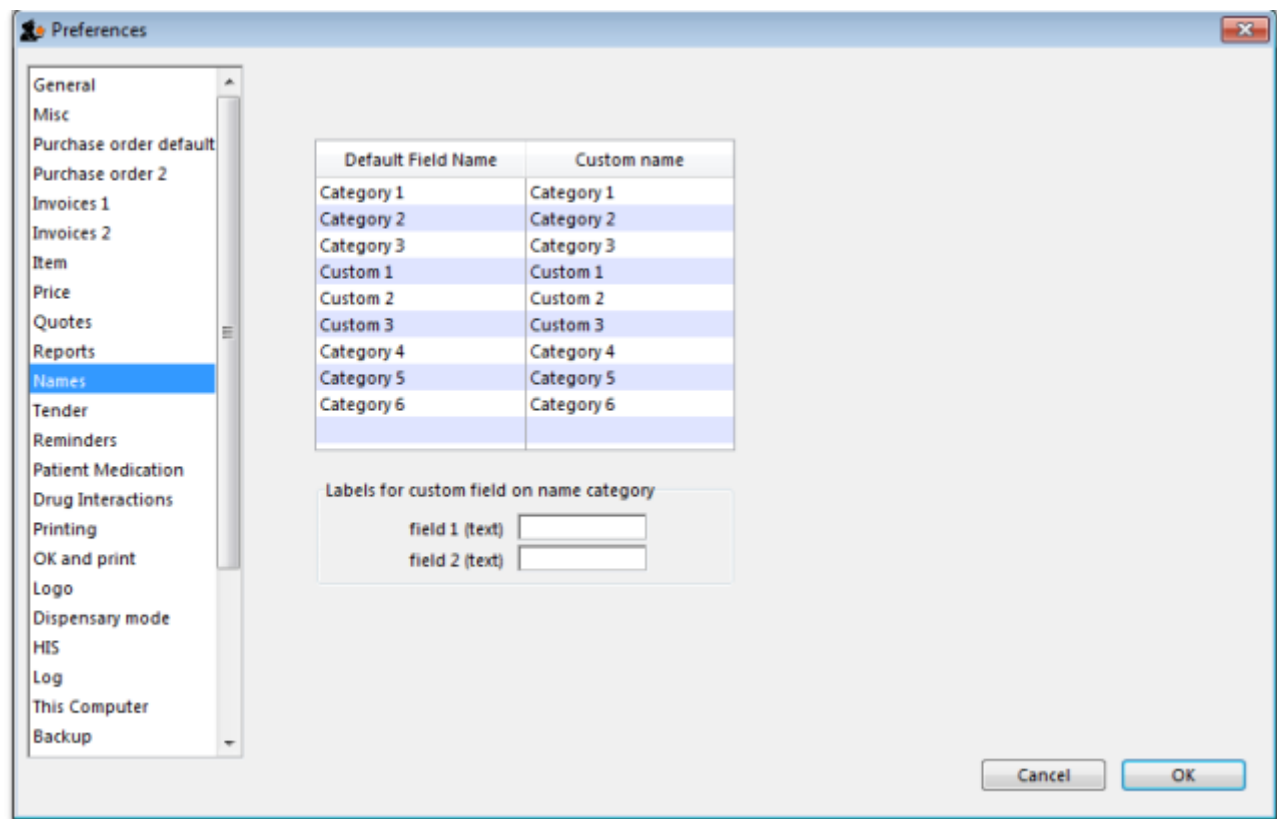 Preferences
General
Misc
Purchase order default
Purchase order 2
Invoices 1
Invoices 2
Item
Price
Quotes
Reports
Names
Tender
Reminders
Patient Medication
Drug Interactions
Printing
OK and print
Logo
Dispensary mode
HIS
Log
This Computer
Backup
Default Field Name Custom name
Category 1 Category 1
Category 2 Category 2
Category 3 Category 3
Custom 1 Custom 1
Custom 2 Custom 2
Custom 3 Custom 3
Category 4 Category 4
Category 5 Category 5
Category 6 Category 6
Labels for custom field on name category
field 1 (text)
field 2 (text)
Cancel OK